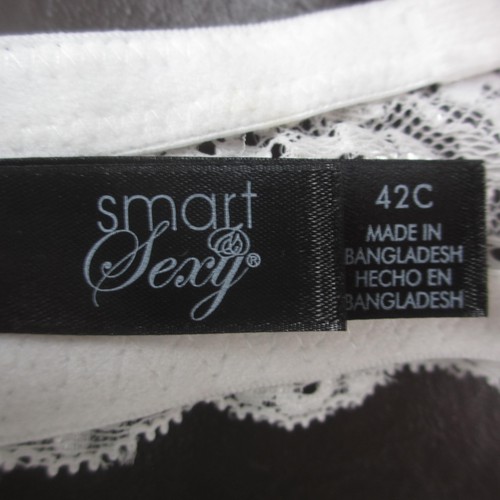 smart
Sexy®
42C
MADE IN
BANGLADESH
HECHO EN
BANGLADESH